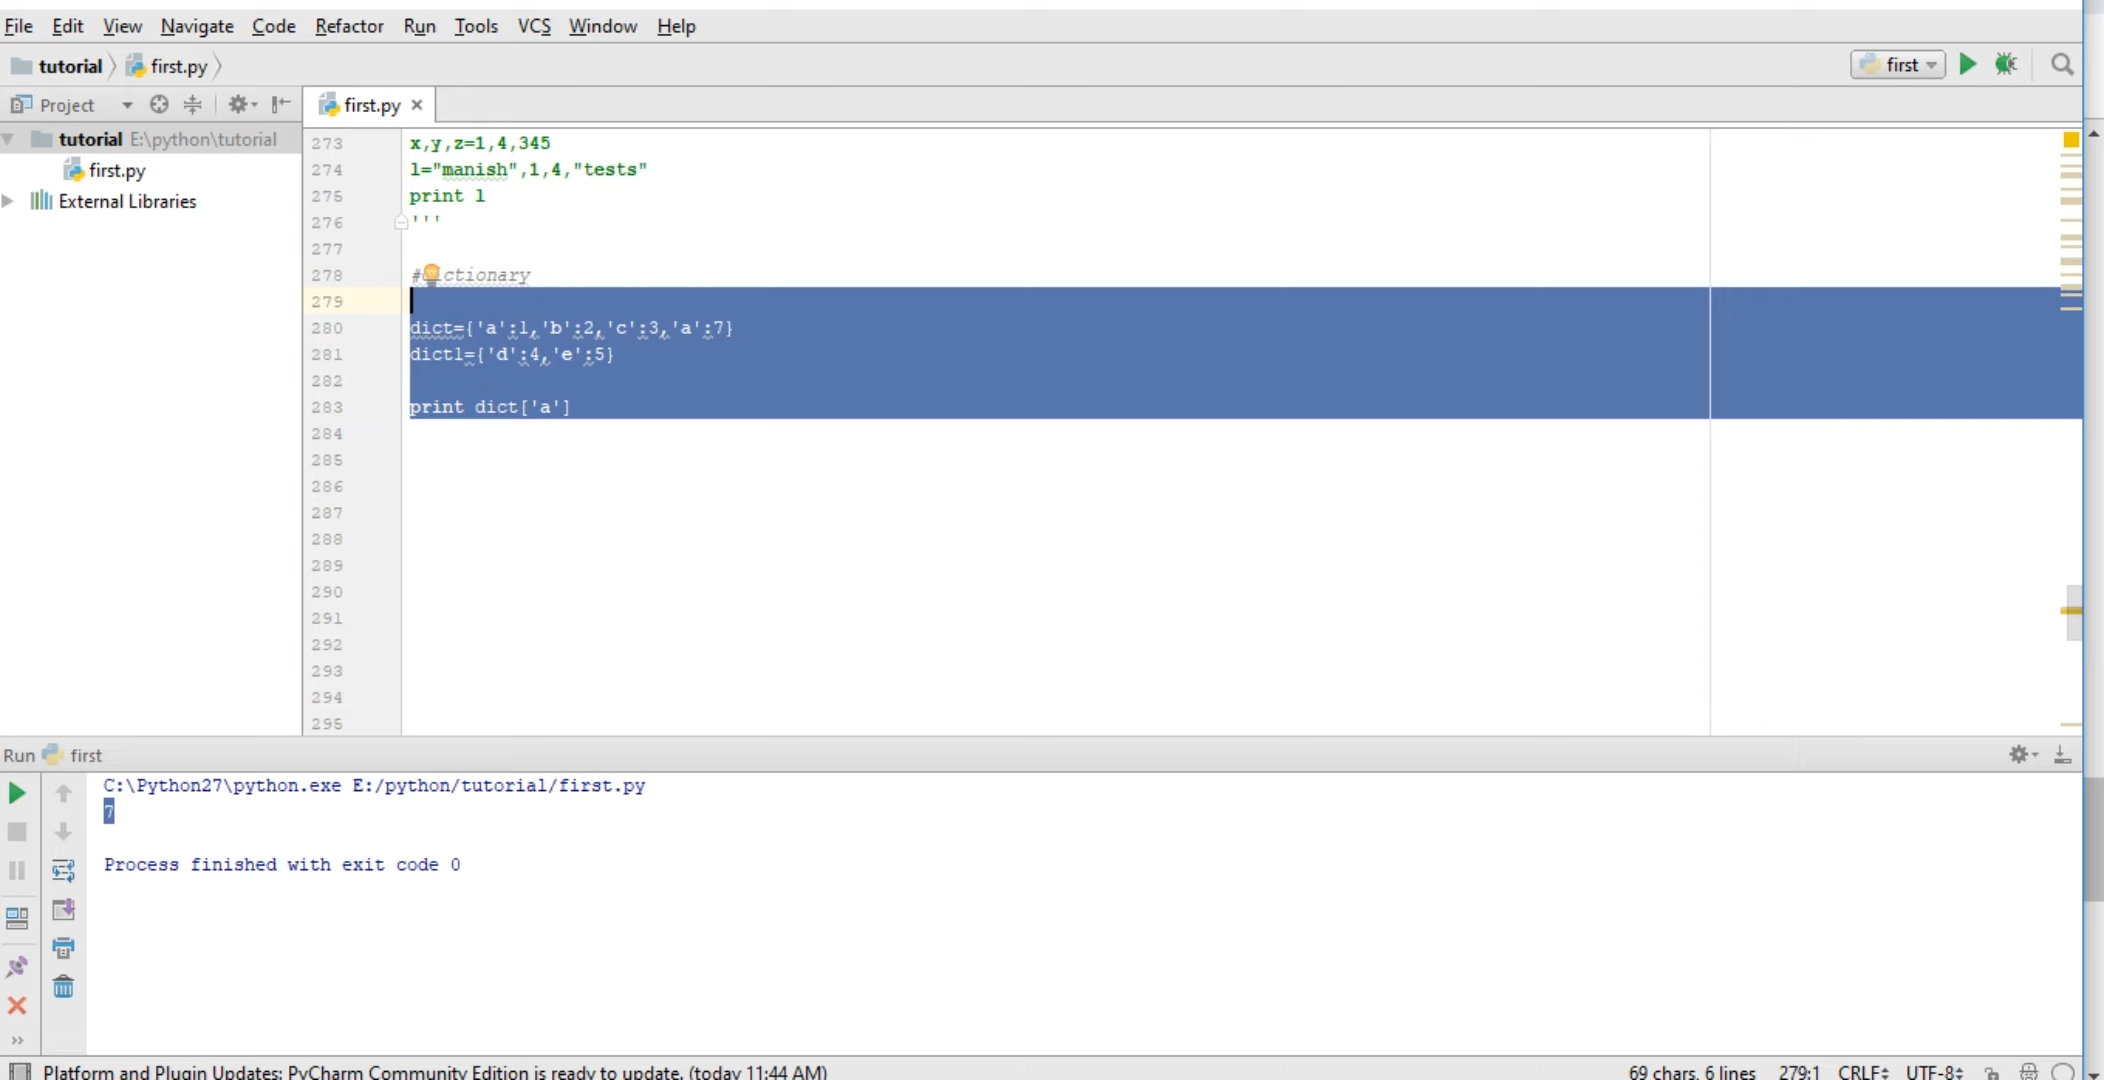 File Edit View Navigate Code Refactor Run Tools VCS Window Help
tutorial first.py first
Project first.py
tutorial E:\python\tutorial
first.py
External Libraries
273 x,y,z=1,4,345
274 l="manish",1,4,"tests"
275 print l
276 '''
277
278 #dictionary
279
280 dict={'a':1,'b':2,'c':3,'a':7}
281 dict1={'d':4,'e':5}
282
283 print dict['a']
284
285
286
287
288
289
290
291
292
293
294
295
Run first
C:\Python27\python.exe E:/python/tutorial/first.py
7
Process finished with exit code 0
Platform and Plugin Updates: PyCharm Community Edition is ready to update. (today 11:44 AM) 69 chars, 6 lines 279:1 CRLF UTF-8